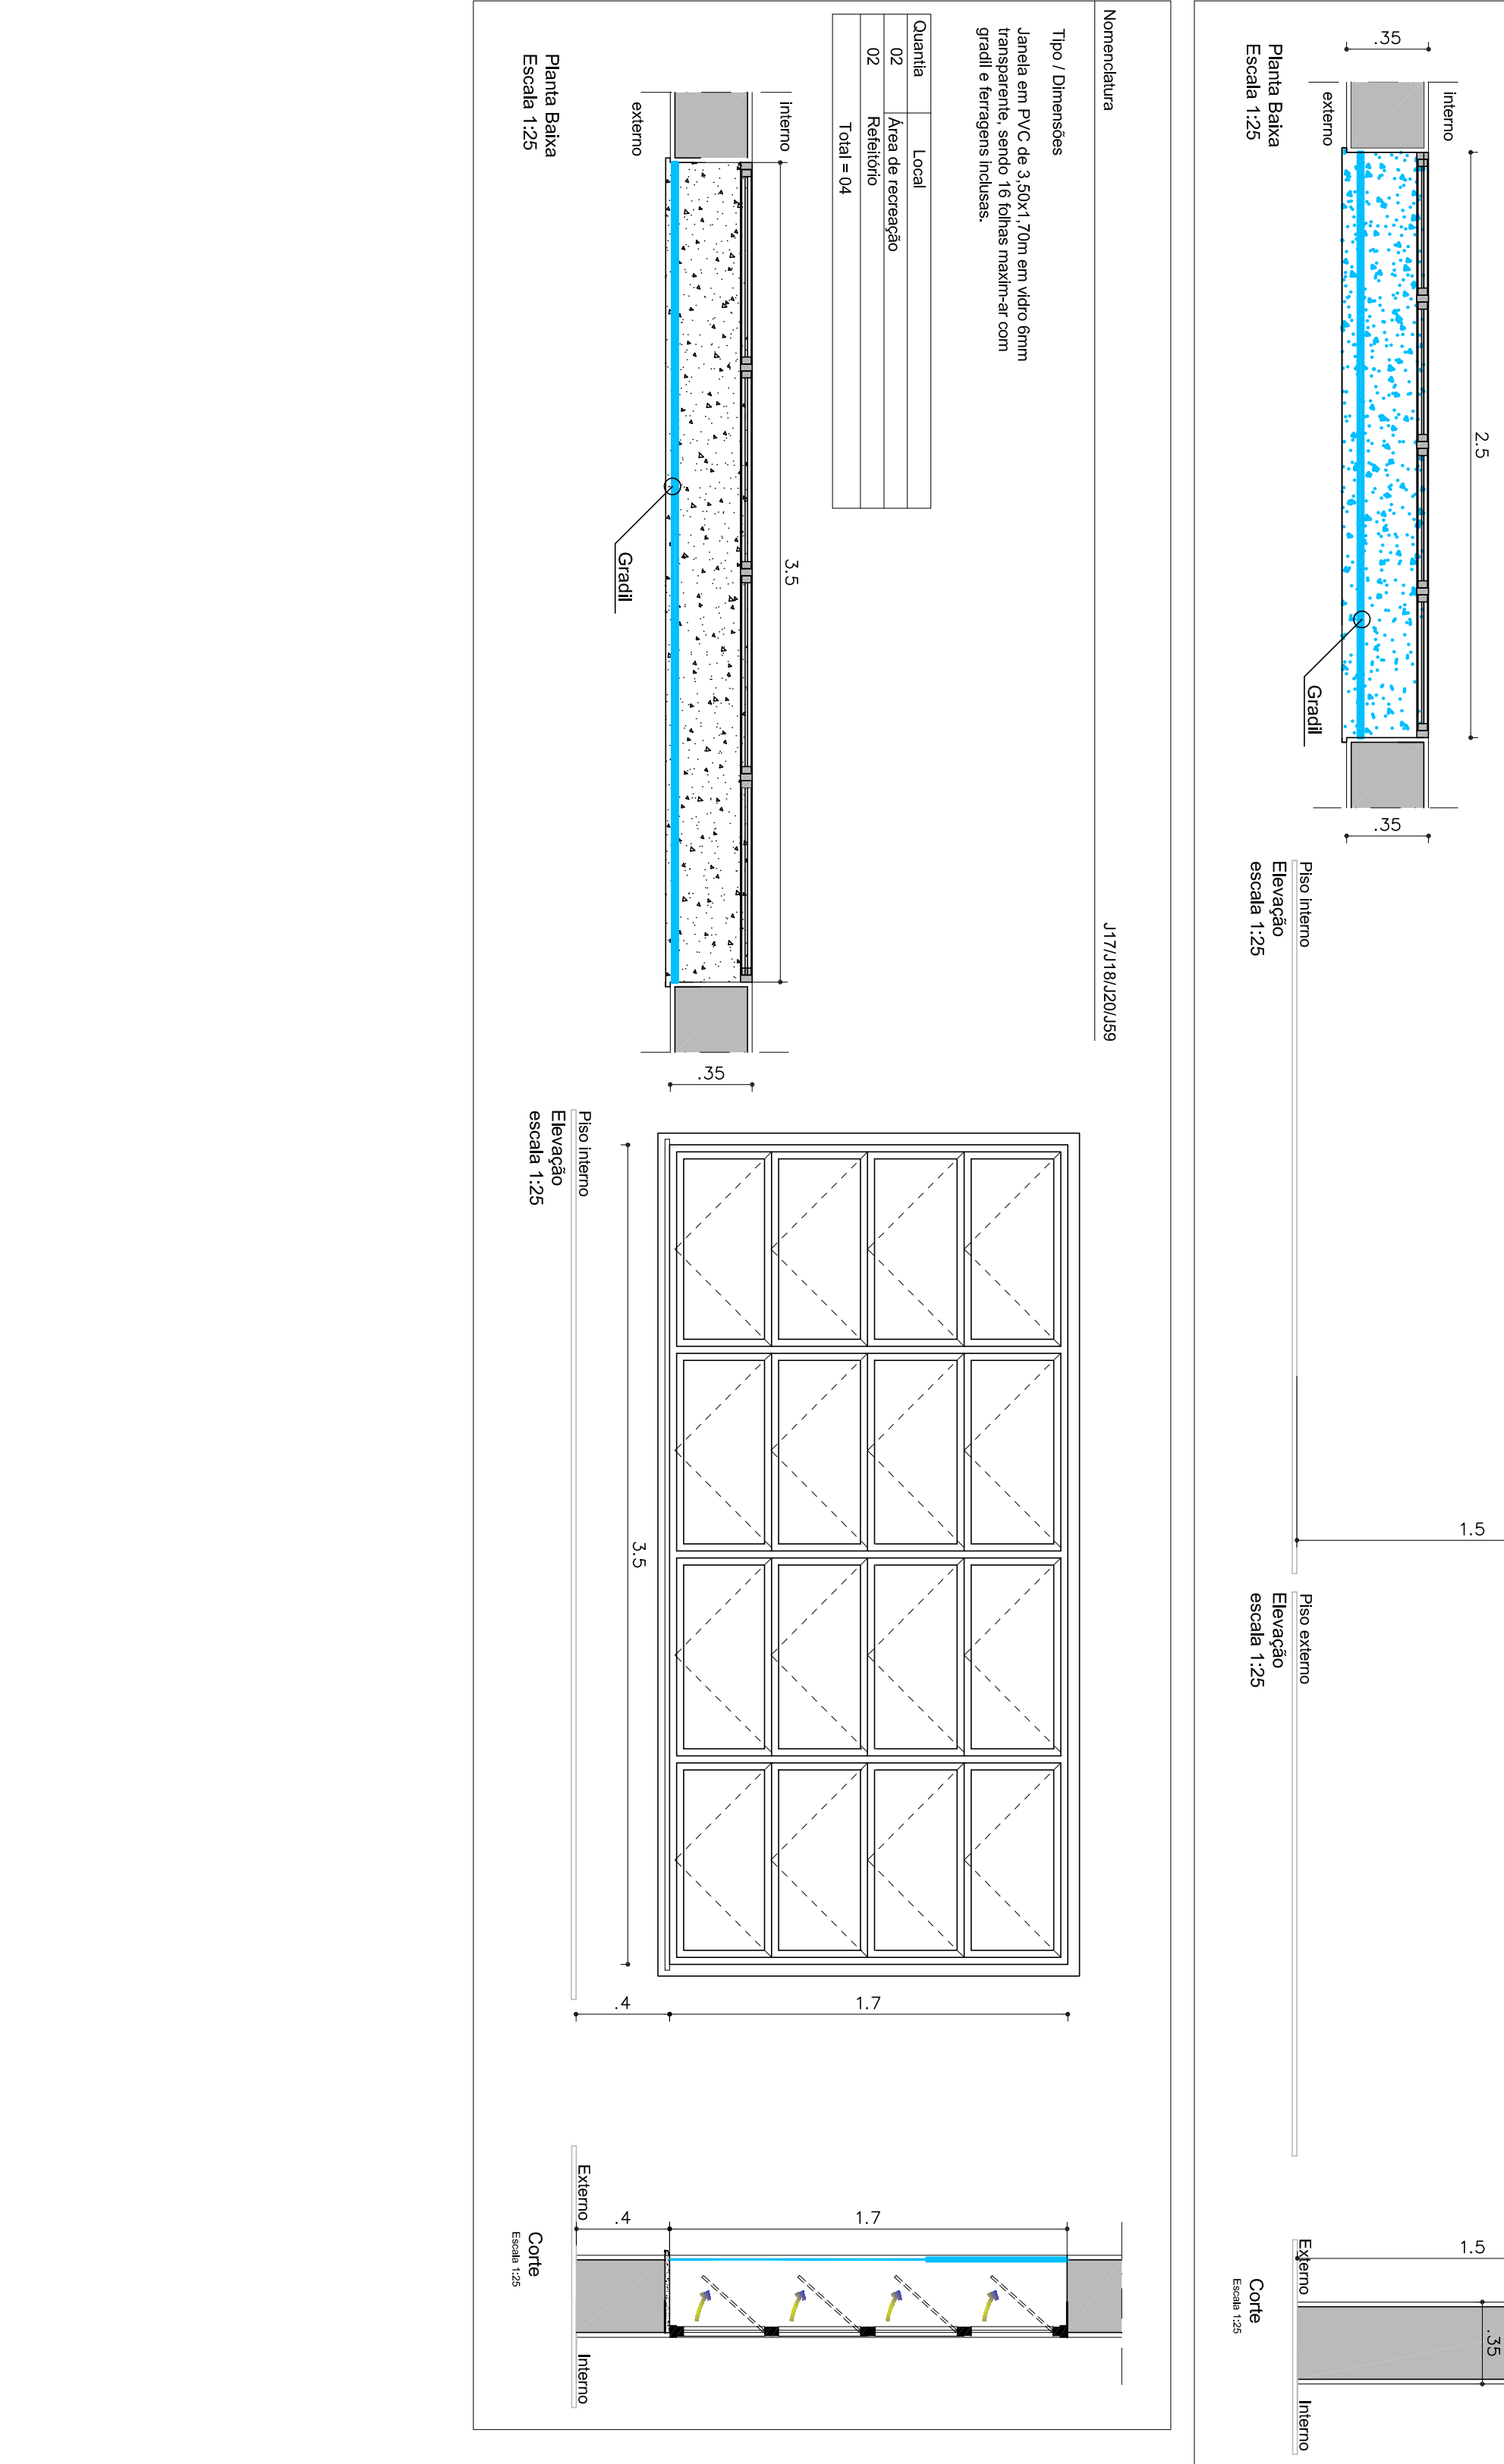 .35
interno
externo
Planta Baixa
Escala 1:25
2.5
Gradil
.35
Piso interno
Elevação
escala 1:25
1.5
Piso externo
Elevação
escala 1:25
1.5
Externo
.35
Interno
Corte
Escala 1:25
Nomenclatura
J17/J18/J20/J59
Tipo / Dimensões
Janela em PVC de 3,50x1,70m em vidro 6mm
transparente, sendo 16 folhas maxim-ar com
gradil e ferragens inclusas.
Quantia Local
02 Área de recreação
02 Refeitório
Total = 04
interno
3.5
externo
Gradil
Planta Baixa
Escala 1:25
.35
Piso interno
Elevação
escala 1:25
3.5
.4
1.7
Externo
.4
1.7
Interno
Corte
Escala 1:25